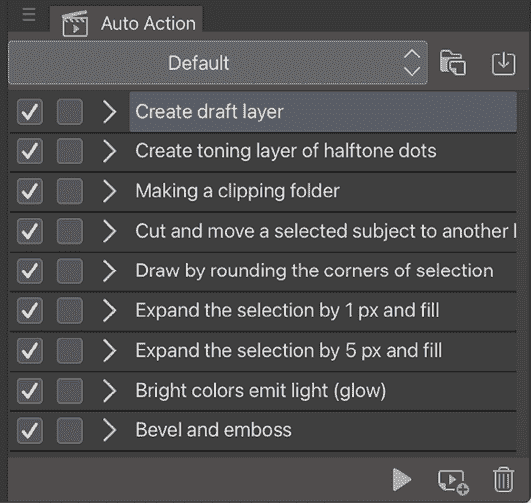 Auto Action
Default
Create draft layer
Create toning layer of halftone dots
Making a clipping folder
Cut and move a selected subject to another
Draw by rounding the corners of selection
Expand the selection by 1 px and fill
Expand the selection by 5 px and fill
Bright colors emit light (glow)
Bevel and emboss